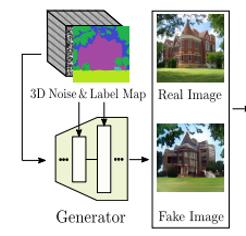 3D Noise & Label Map
Real Image
Generator
Fake Image